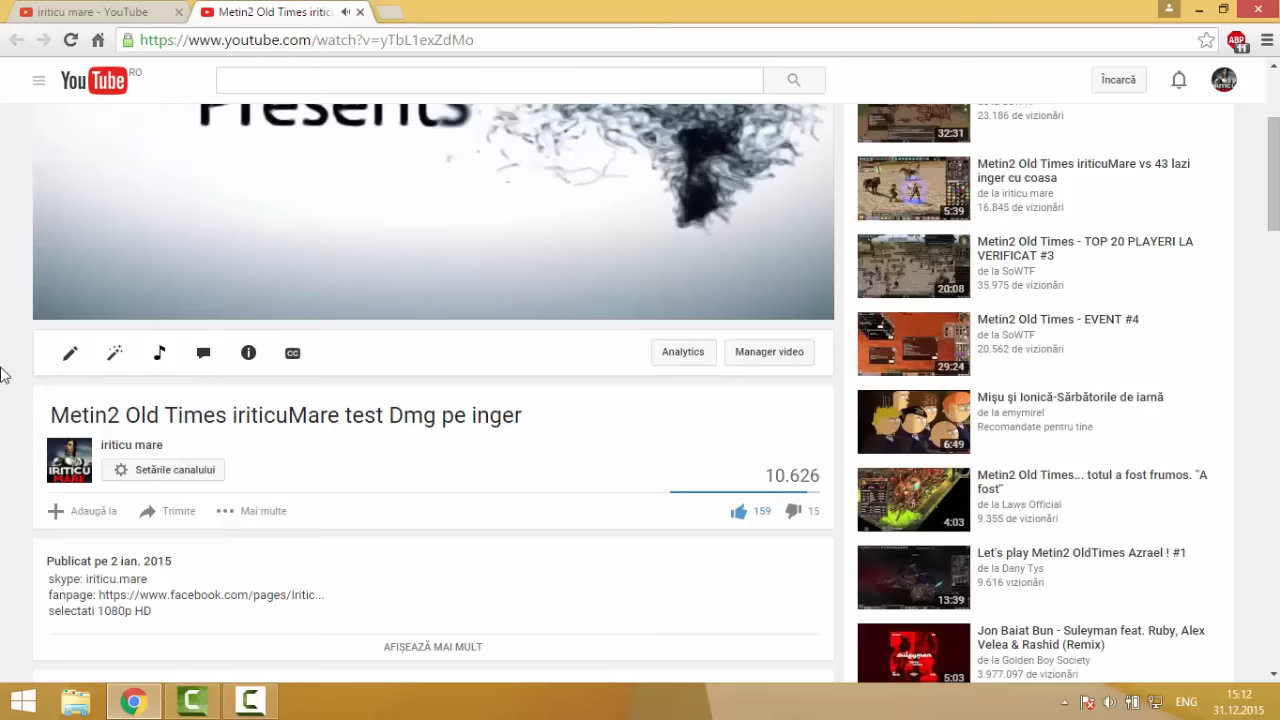 iriticu mare - YouTube
Metin2 Old Times iritic
https://www.youtube.com/watch?v=yTbL1exZdMo
ABP
11
YouTube RO
Încarcă
Presents
32:31
23.186 de vizionări
Metin2 Old Times iriticuMare vs 43 lazi
inger cu coasa
de la iriticu mare
16.845 de vizionări
5:39
Metin2 Old Times - TOP 20 PLAYERI LA
VERIFICAT #3
de la SoWTF
35.975 de vizionări
20:08
Metin2 Old Times - EVENT #4
de la SoWTF
20.562 de vizionări
29:24
Mişu şi Ionică-Sărbătorile de iarnă
de la emymirel
Recomandate pentru tine
6:49
Metin2 Old Times... totul a fost frumos. "A
fost"
de la Laws Official
9.355 de vizionări
4:03
Let's play Metin2 OldTimes Azrael ! #1
de la Dany Tys
9.616 vizionări
13:39
Jon Baiat Bun - Suleyman feat. Ruby, Alex
Velea & Rashid (Remix)
de la Golden Boy Society
3.977.097 de vizionări
5:03
CC
Analytics
Manager video
Metin2 Old Times iriticuMare test Dmg pe inger
IRITICU
MARE
iriticu mare
Setările canalului
10.626
Adaugă la
Trimite
Mai multe
159
15
Publicat pe 2 ian. 2015
skype: iriticu.mare
fanpage: https://www.facebook.com/pages/Iritic...
selectati 1080p HD
AFIȘEAZĂ MAI MULT
ENG
15:12
31.12.2015